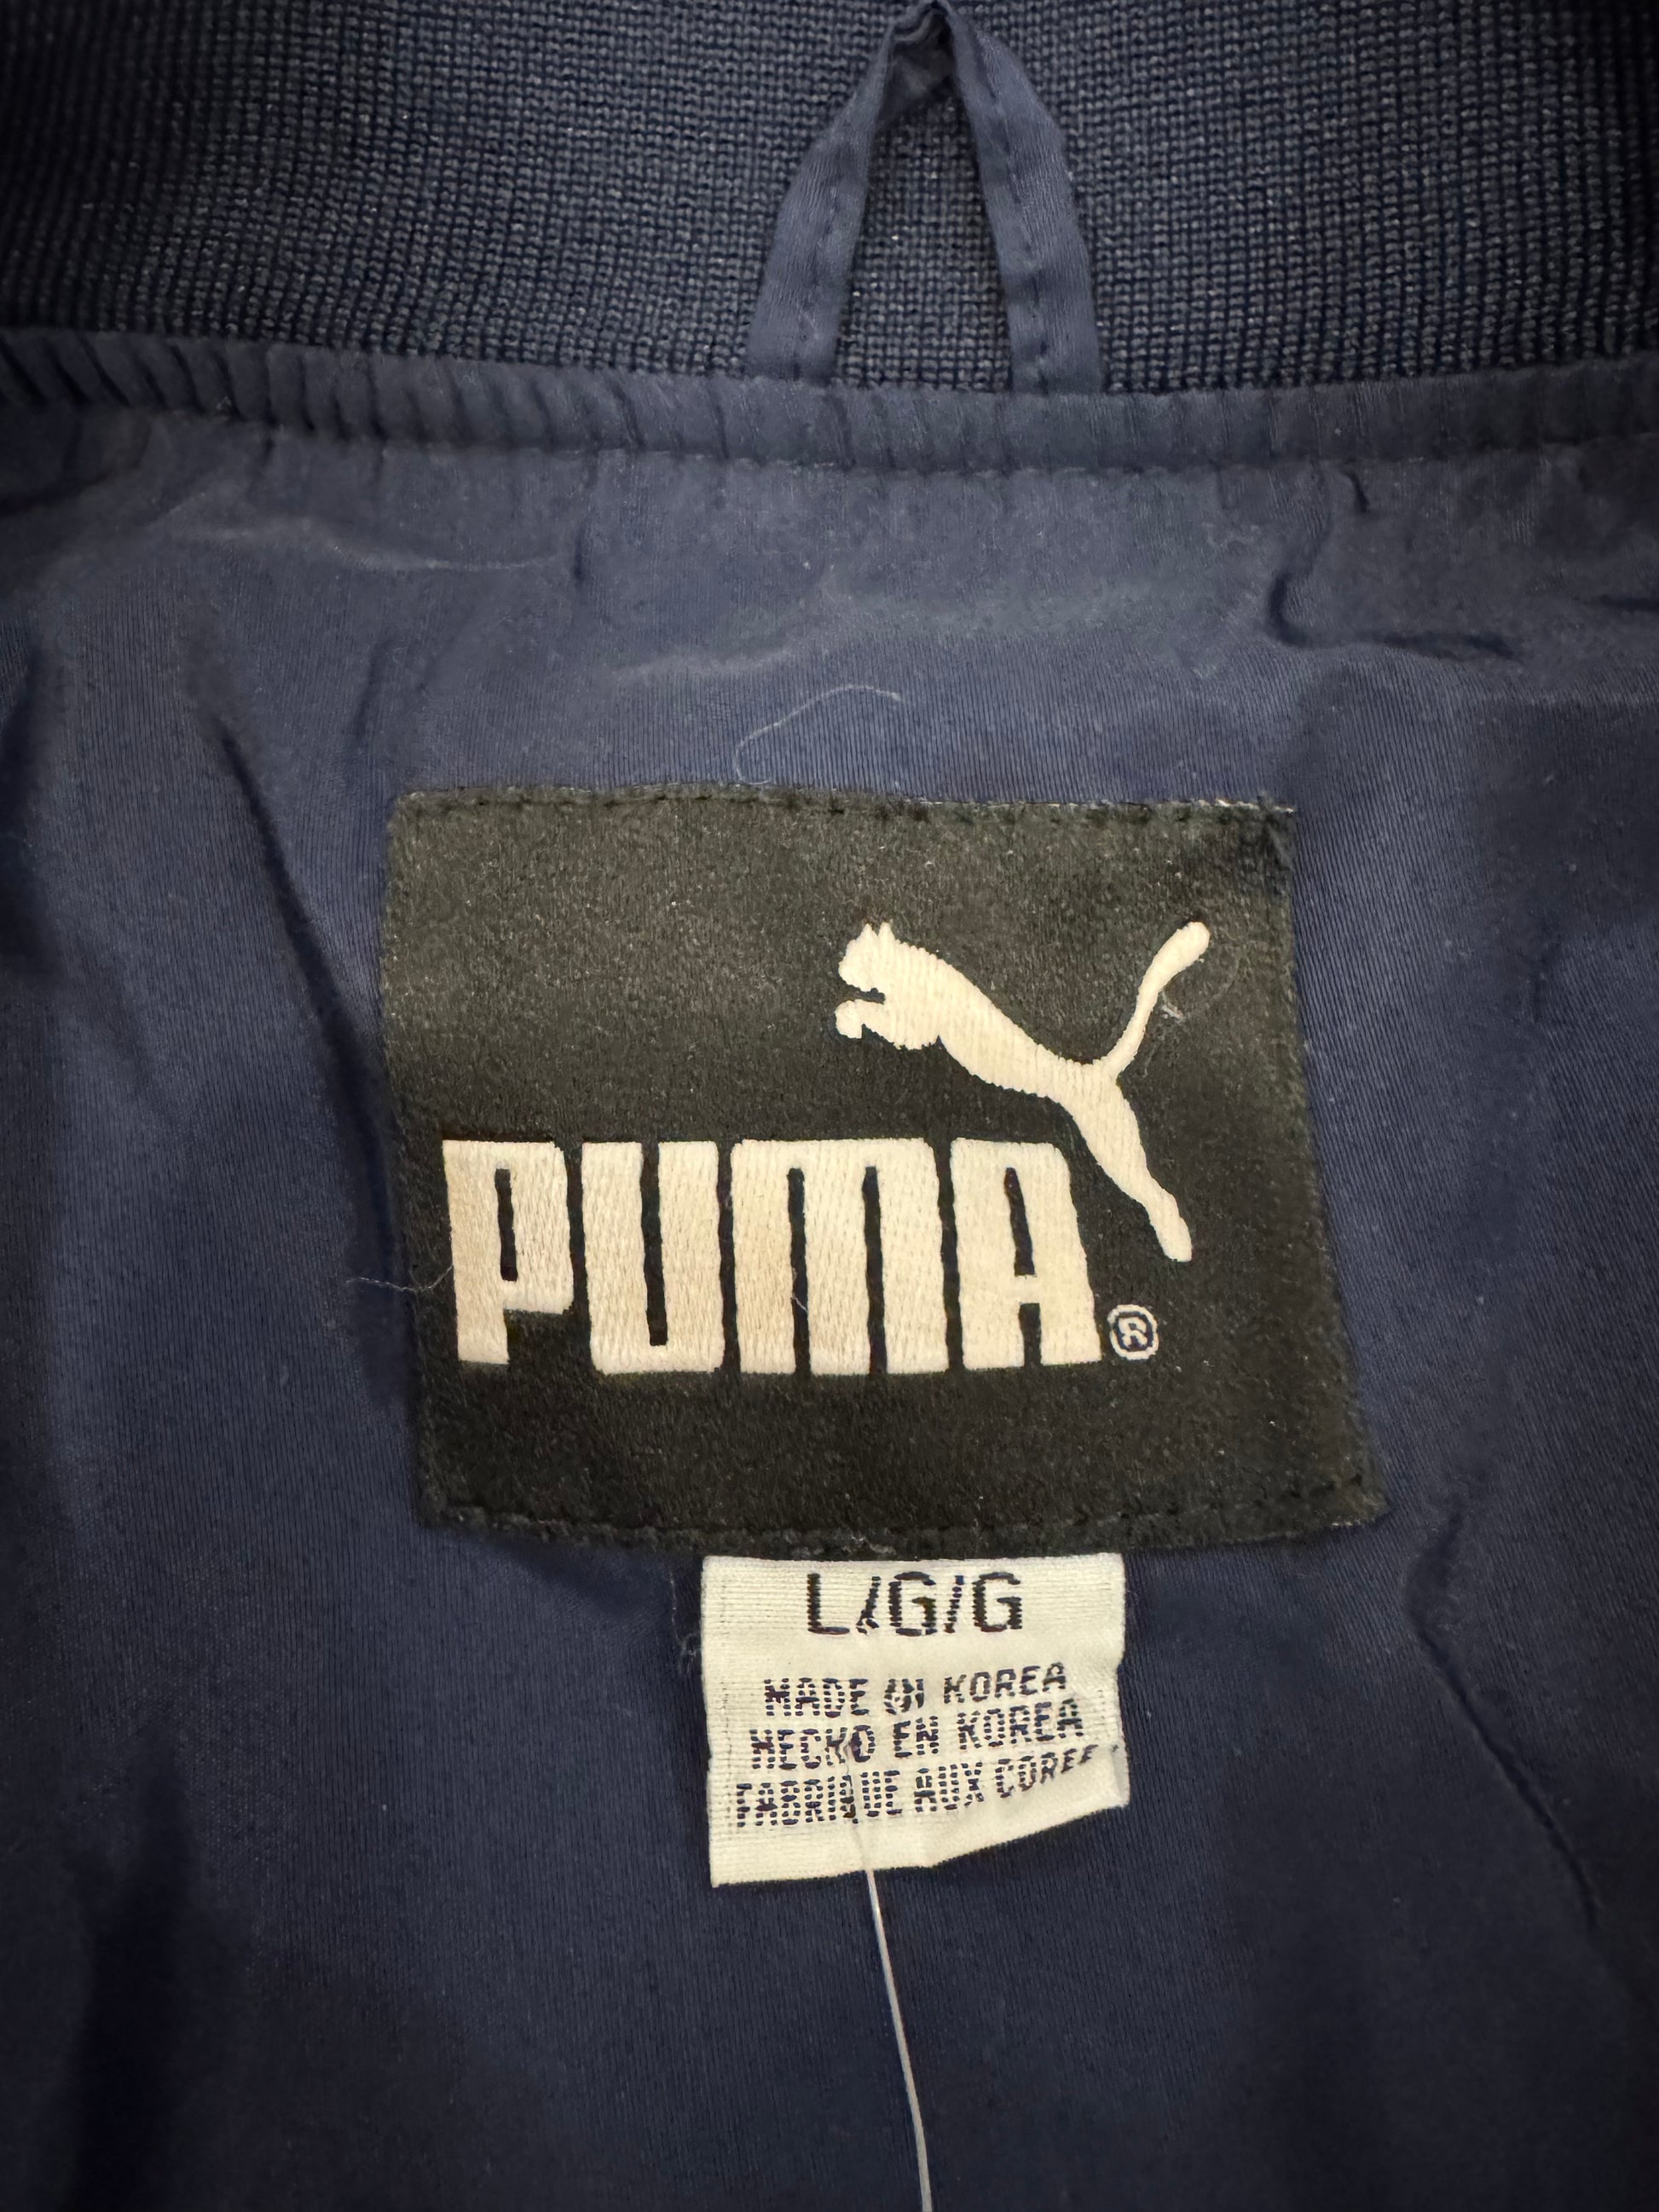 PUMA®
L/G/G
MADE IN KOREA
HECHO EN KOREA
FABRIQUE AUX COREE